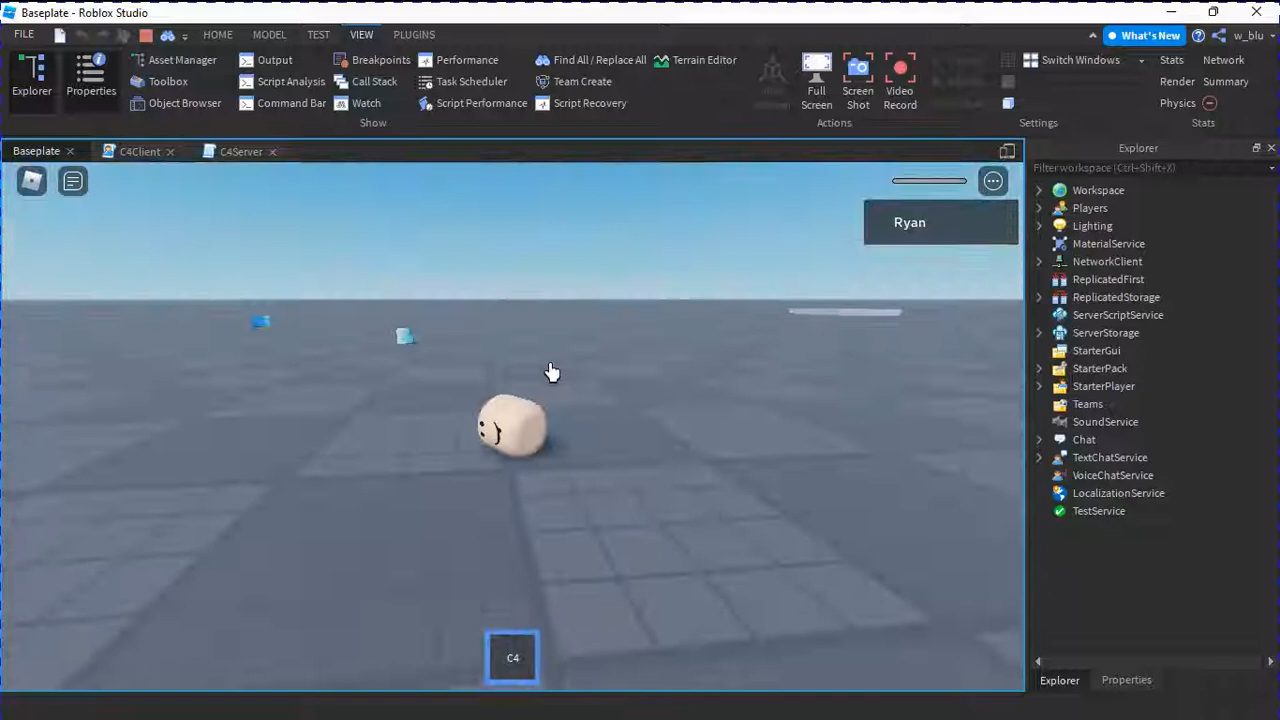 Baseplate - Roblox Studio
FILE HOME MODEL TEST VIEW PLUGINS What's New w_blu
Explorer Properties Asset Manager Output Breakpoints Performance Find All / Replace All Terrain Editor Full Screen Screen Shot Video Record Switch Windows Stats Network
Toolbox Script Analysis Call Stack Task Scheduler Team Create Render Summary
Object Browser Command Bar Watch Script Performance Script Recovery Physics
Show Actions Settings Stats
Baseplate C4Client C4Server
Ryan
C4
Explorer
Filter workspace (Ctrl+Shift+X)
Workspace
Players
Lighting
MaterialService
NetworkClient
ReplicatedFirst
ReplicatedStorage
ServerScriptService
ServerStorage
StarterGui
StarterPack
StarterPlayer
Teams
SoundService
Chat
TextChatService
VoiceChatService
LocalizationService
TestService
Explorer Properties